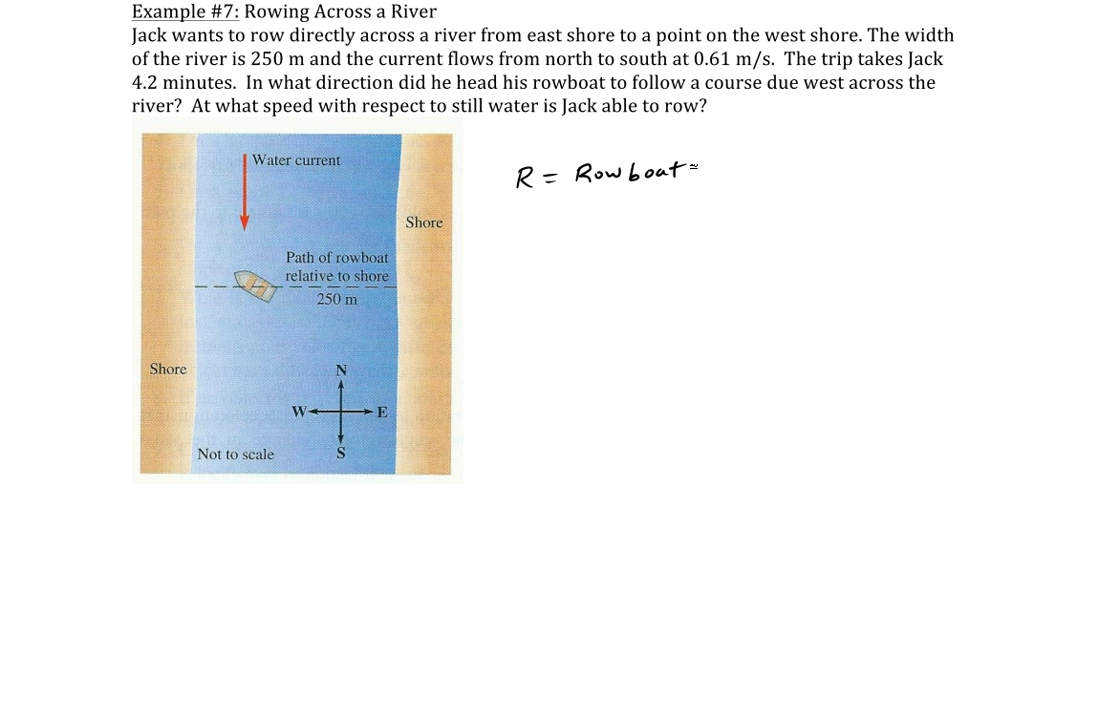 Example #7: Rowing Across a River
Jack wants to row directly across a river from east shore to a point on the west shore. The width
of the river is 250 m and the current flows from north to south at 0.61 m/s. The trip takes Jack
4.2 minutes. In what direction did he head his rowboat to follow a course due west across the
river? At what speed with respect to still water is Jack able to row?
Water current
R = Rowboat =
Shore
Path of rowboat
relative to shore
250 m
Shore
N
W E
S
Not to scale